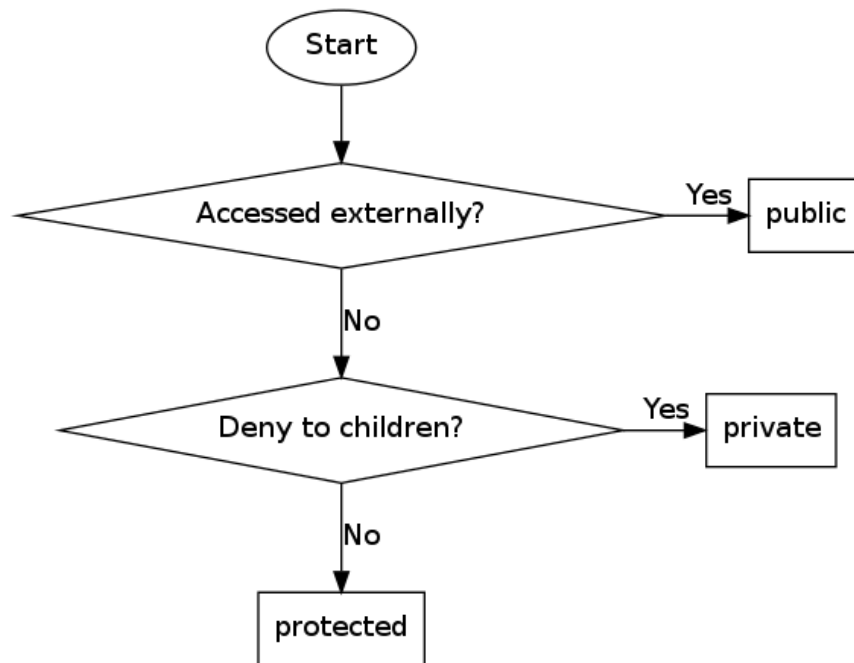 Start
Accessed externally?
Yes
public
No
Deny to children?
Yes
private
No
protected